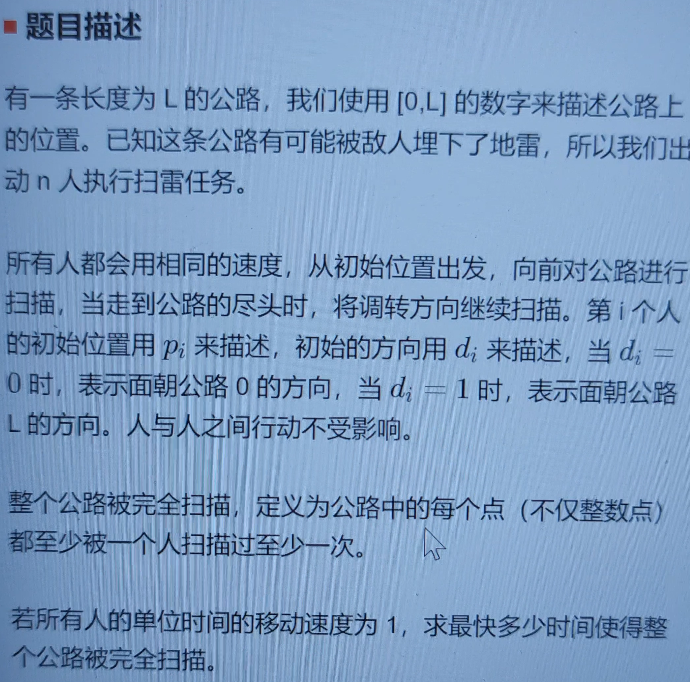 题目描述
有一条长度为 L 的公路，我们使用 [0,L] 的数字来描述公路上
的位置。已知这条公路有可能被敌人埋下了地雷，所以我们出
动 n 人执行扫雷任务。
所有人都会用相同的速度，从初始位置出发，向前对公路进行
扫描，当走到公路的尽头时，将调转方向继续扫描。第 i 个人
的初始位置用 p_i 来描述，初始的方向用 d_i 来描述，当 d_i =
0 时，表示面朝公路 0 的方向，当 d_i = 1 时，表示面朝公路
L 的方向。人与人之间行动不受影响。
整个公路被完全扫描，定义为公路中的每个点（不仅整数点）
都至少被一个人扫描过至少一次。
若所有人的单位时间的移动速度为 1，求最快多少时间使得整
个公路被完全扫描。